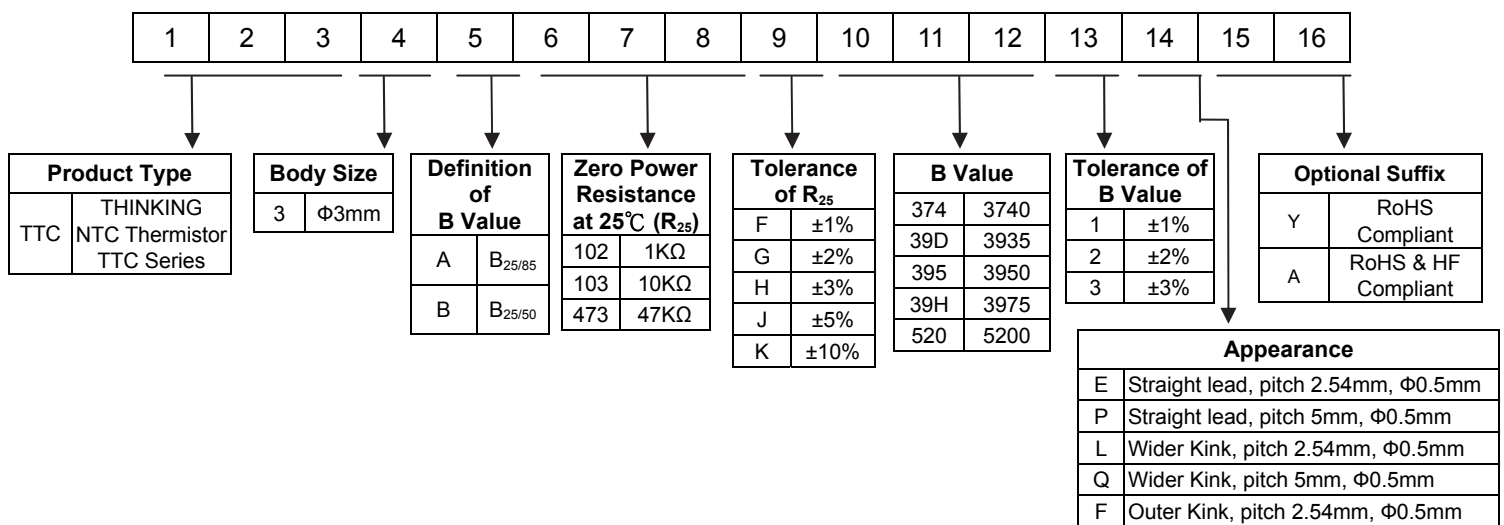 1 2 3 4 5 6 7 8 9 10 11 12 13 14 15 16
Product Type
TTC
THINKING
NTC Thermistor
TTC Series
Body Size
3 Φ3mm
Definition
of
B Value
A B25/85
B B25/50
Zero Power
Resistance
at 25℃ (R25)
102 1KΩ
103 10KΩ
473 47KΩ
Tolerance
of R25
F ±1%
G ±2%
H ±3%
J ±5%
K ±10%
B Value
374 3740
39D 3935
395 3950
39H 3975
520 5200
Tolerance of
B Value
1 ±1%
2 ±2%
3 ±3%
Optional Suffix
Y
RoHS
Compliant
A
RoHS & HF
Compliant
Appearance
E Straight lead, pitch 2.54mm, Φ0.5mm
P Straight lead, pitch 5mm, Φ0.5mm
L Wider Kink, pitch 2.54mm, Φ0.5mm
Q Wider Kink, pitch 5mm, Φ0.5mm
F Outer Kink, pitch 2.54mm, Φ0.5mm